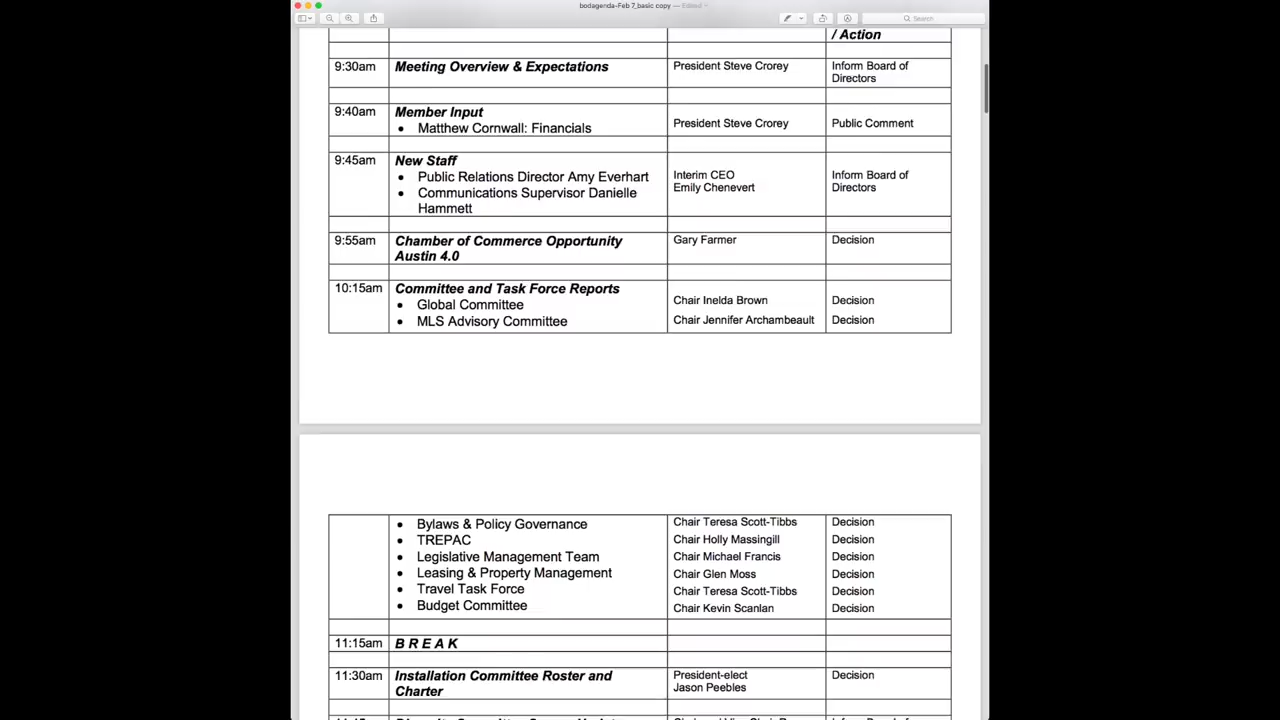 bodagenda-Feb 7_basic copy — Edited
Search
/ Action
9:30am Meeting Overview & Expectations President Steve Crorey Inform Board of
Directors
9:40am Member Input
• Matthew Cornwall: Financials President Steve Crorey Public Comment
9:45am New Staff
• Public Relations Director Amy Everhart Interim CEO Inform Board of
• Communications Supervisor Danielle Emily Chenevert Directors
Hammett
9:55am Chamber of Commerce Opportunity Gary Farmer Decision
Austin 4.0
10:15am Committee and Task Force Reports
• Global Committee Chair Inelda Brown Decision
• MLS Advisory Committee Chair Jennifer Archambeault Decision
• Bylaws & Policy Governance Chair Teresa Scott-Tibbs Decision
• TREPAC Chair Holly Massingill Decision
• Legislative Management Team Chair Michael Francis Decision
• Leasing & Property Management Chair Glen Moss Decision
• Travel Task Force Chair Teresa Scott-Tibbs Decision
• Budget Committee Chair Kevin Scanlan Decision
11:15am B R E A K
11:30am Installation Committee Roster and President-elect Decision
Charter Jason Peebles